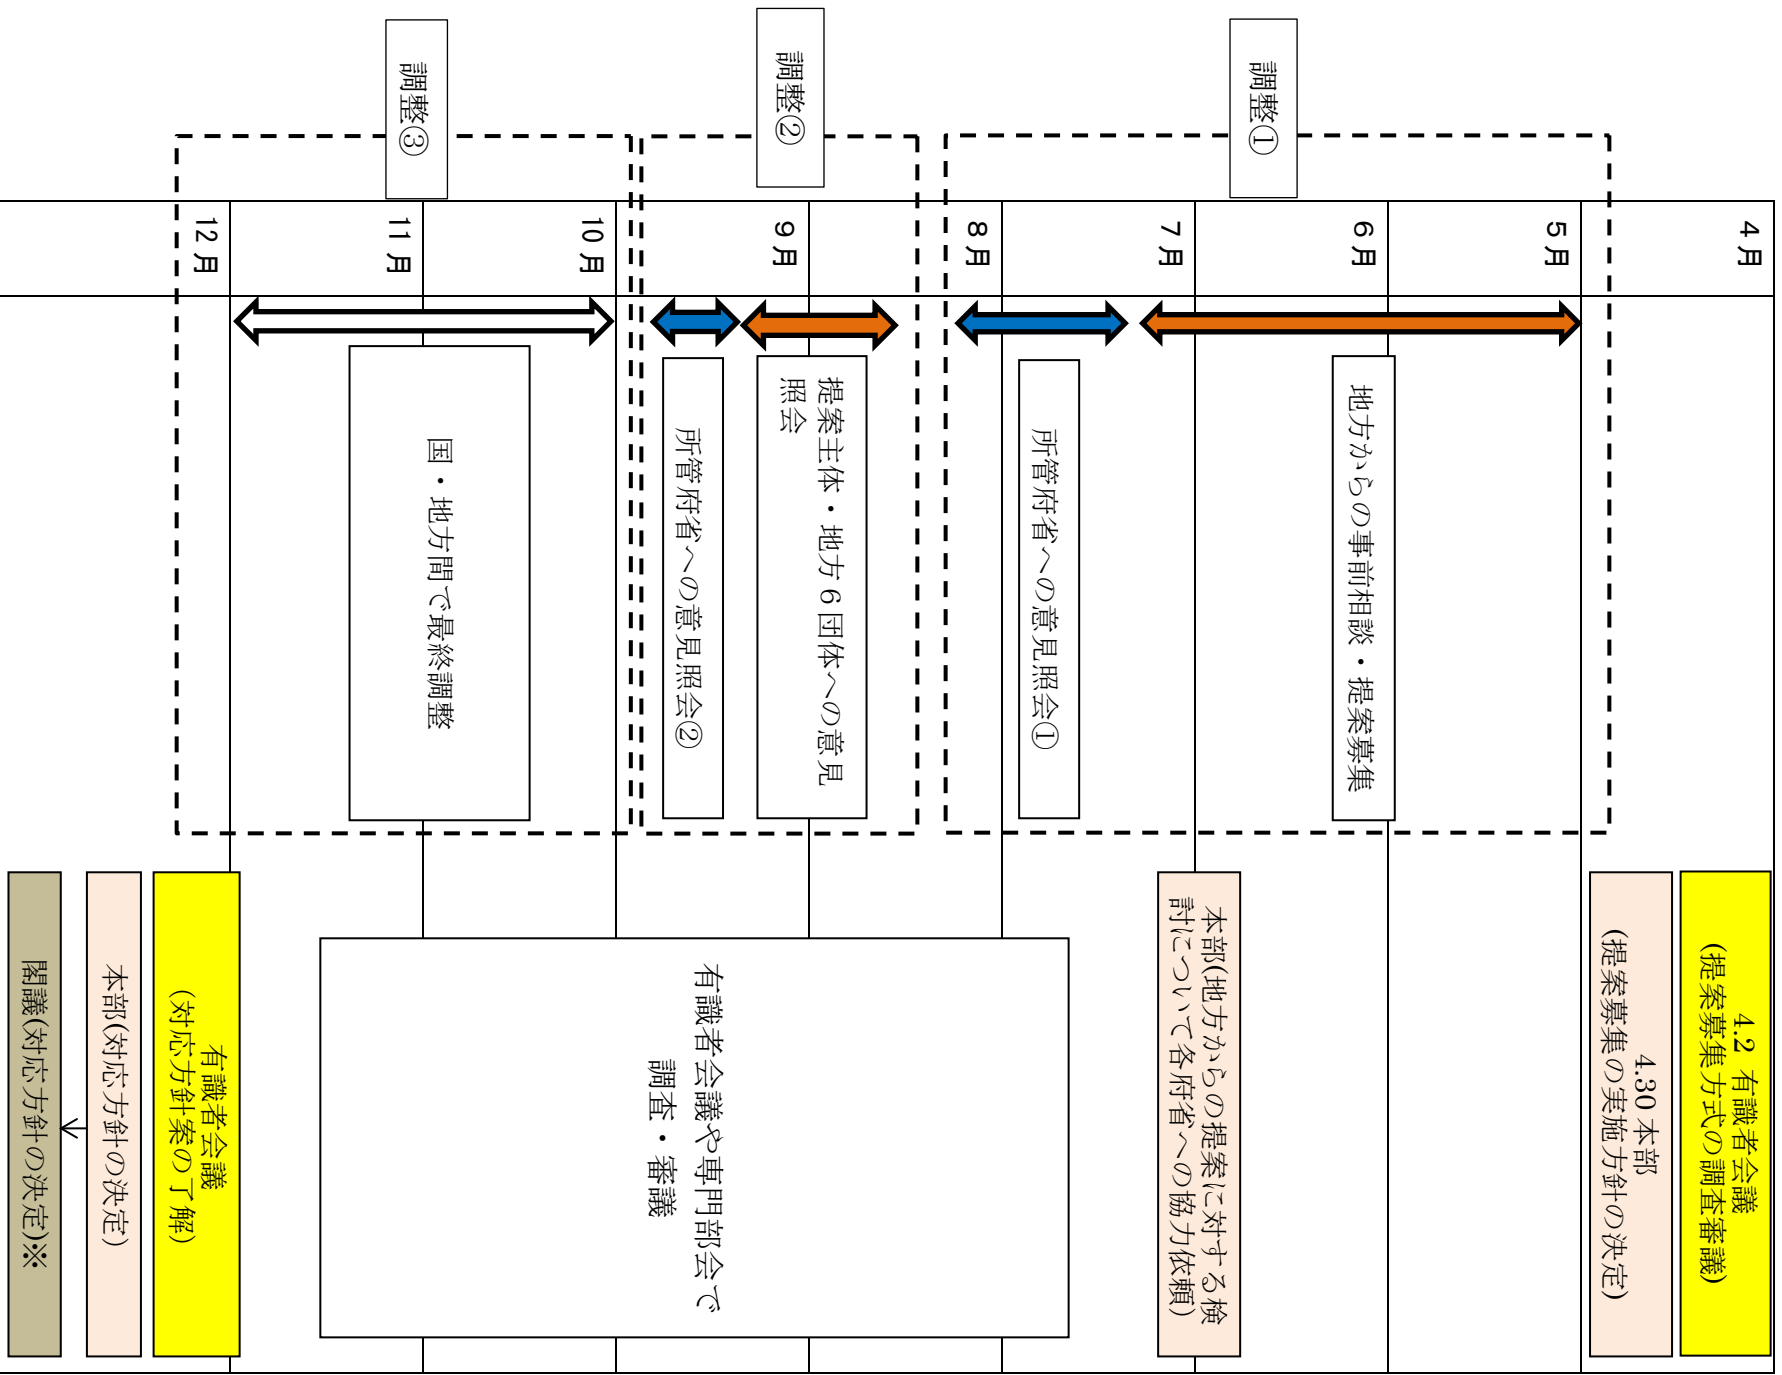 4月
5月
6月
7月
8月
9月
10月
11月
12月
調整①
地方からの事前相談・提案募集
所管府省への意見照会①
調整②
提案主体・地方6団体への意見
照会
所管府省への意見照会②
調整③
国・地方間で最終調整
4.2 有識者会議
(提案募集方式の調査審議)
4.30本部
(提案募集の実施方針の決定)
本部(地方からの提案に対する検
討について各府省への協力依頼)
有識者会議や専門部会で
調査・審議
有識者会議
(対応方針案の了解)
本部(対応方針の決定)
閣議(対応方針の決定)※